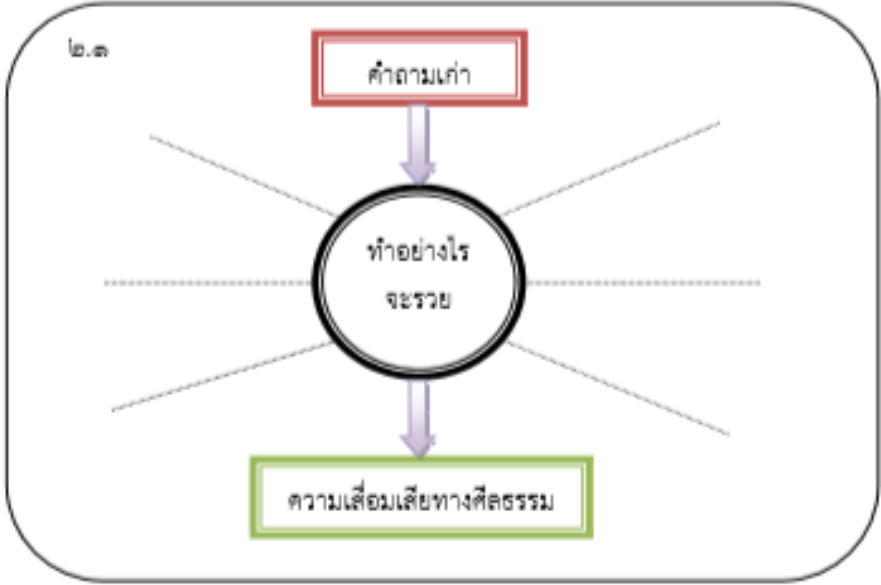 ๒.๑
คำถามเก่า
ทำอย่างไร
จะรวย
ความเสื่อมเสียทางศีลธรรม